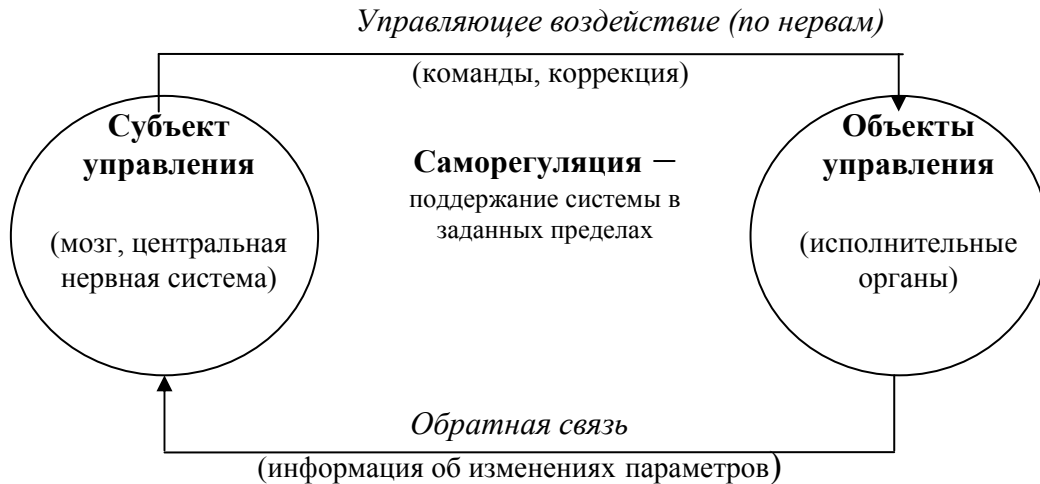 Управляющее воздействие (по нервам)
(команды, коррекция)
Субъект
управления
(мозг, центральная
нервная система)
Саморегуляция –
поддержание системы в
заданных пределах
Объекты
управления
(исполнительные
органы)
Обратная связь
(информация об изменениях параметров)